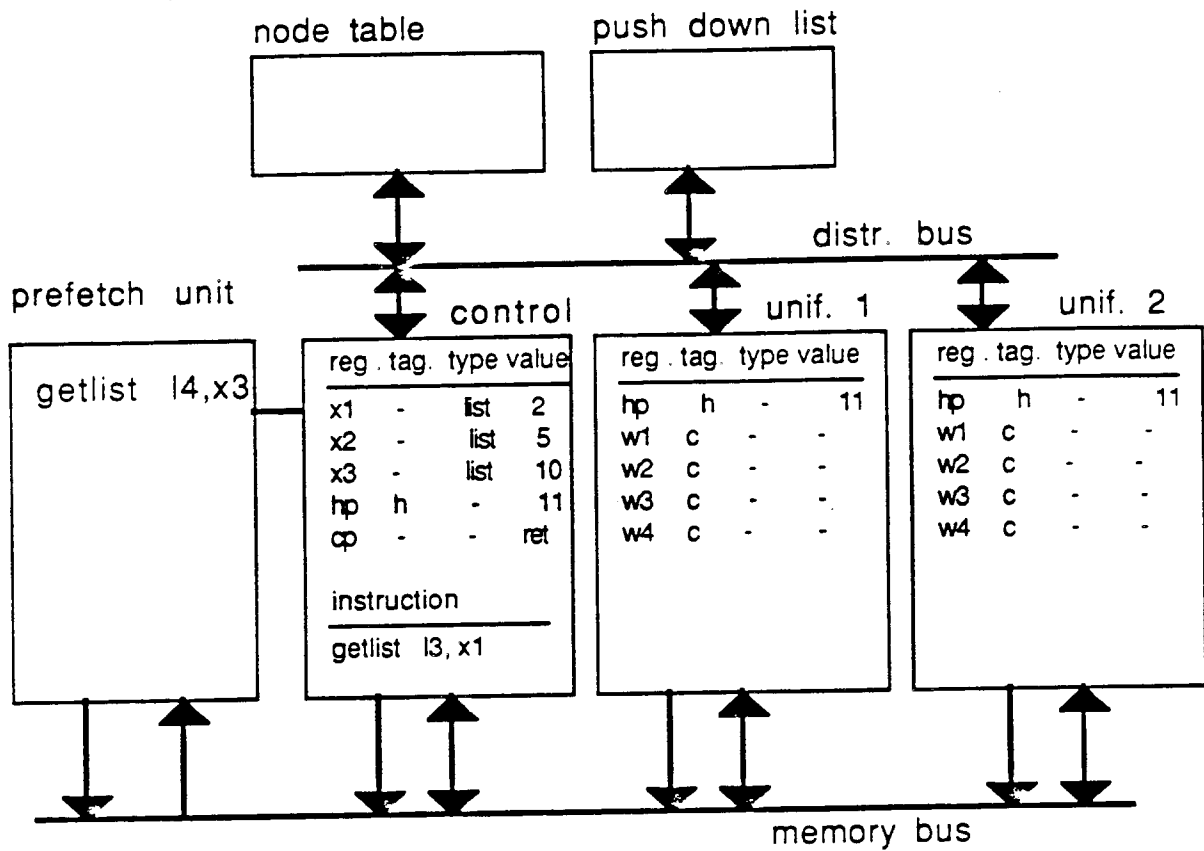 node table
push down list
distr. bus
prefetch unit
control
unif. 1
unif. 2
getlist l4,x3
reg . tag. type value
x1 - list 2
x2 - list 5
x3 - list 10
hp h - 11
cp - - ret
instruction
getlist l3, x1
reg . tag. type value
hp h - 11
w1 c - -
w2 c - -
w3 c - -
w4 c - -
reg . tag. type value
hp h - 11
w1 c - -
w2 c - -
w3 c - -
w4 c - -
memory bus